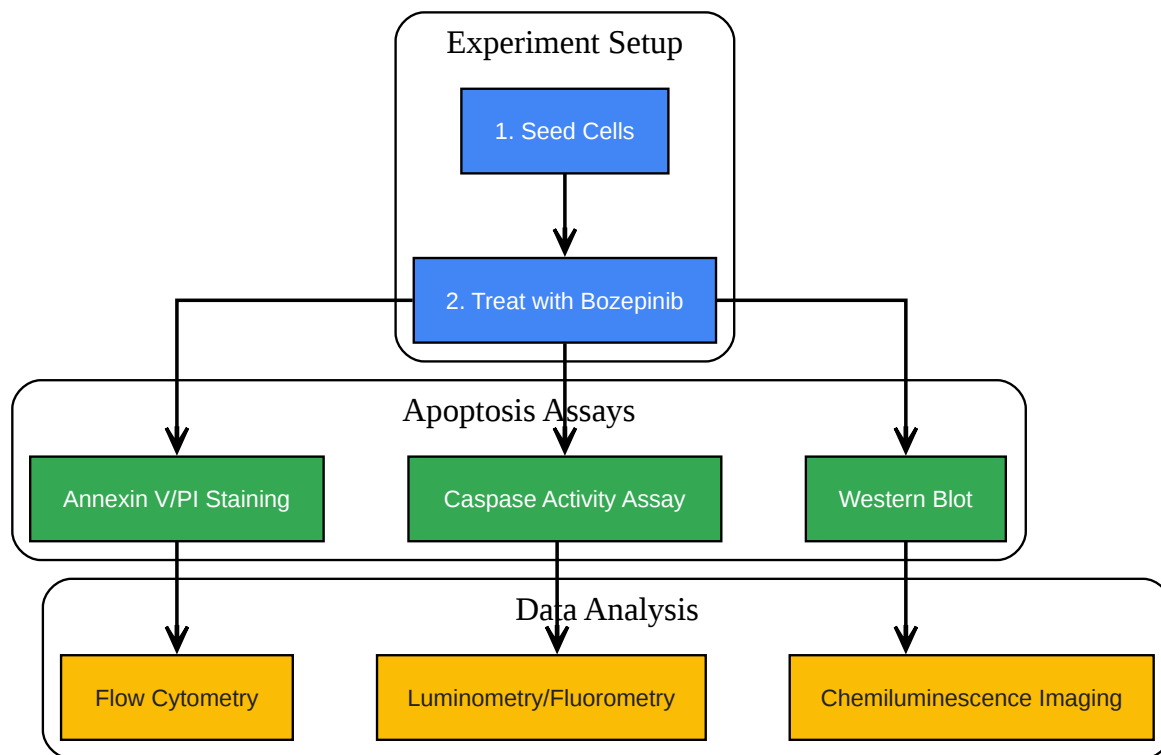 Experiment Setup
1. Seed Cells
2. Treat with Bozepinib
Apoptosis Assays
Annexin V/PI Staining
Caspase Activity Assay
Western Blot
Data Analysis
Flow Cytometry
Luminometry/Fluorometry
Chemiluminescence Imaging